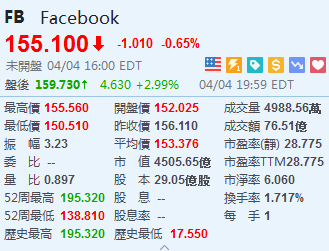 FB Facebook
155.100 -1.010 -0.65%
未開盤 04/04 16:00 EDT
盤後 159.730↑ 4.630 +2.99% 04/04 19:59 EDT
最高價 155.560 開盤價 152.025 成交量 4988.56萬
最低價 150.510 昨收價 156.110 成交額 76.51億
振 幅 3.23 平均價 153.376 市盈率(靜) 28.775
委 比 -- 市 值 4505.65億 市盈率TTM 28.775
量 比 0.897 股 本 29.05億股 市淨率 6.060
52周最高 195.320 股 息 -- 換手率 1.717%
52周最低 138.810 股息率 -- 每 手 1
歷史最高 195.320 歷史最低 17.550